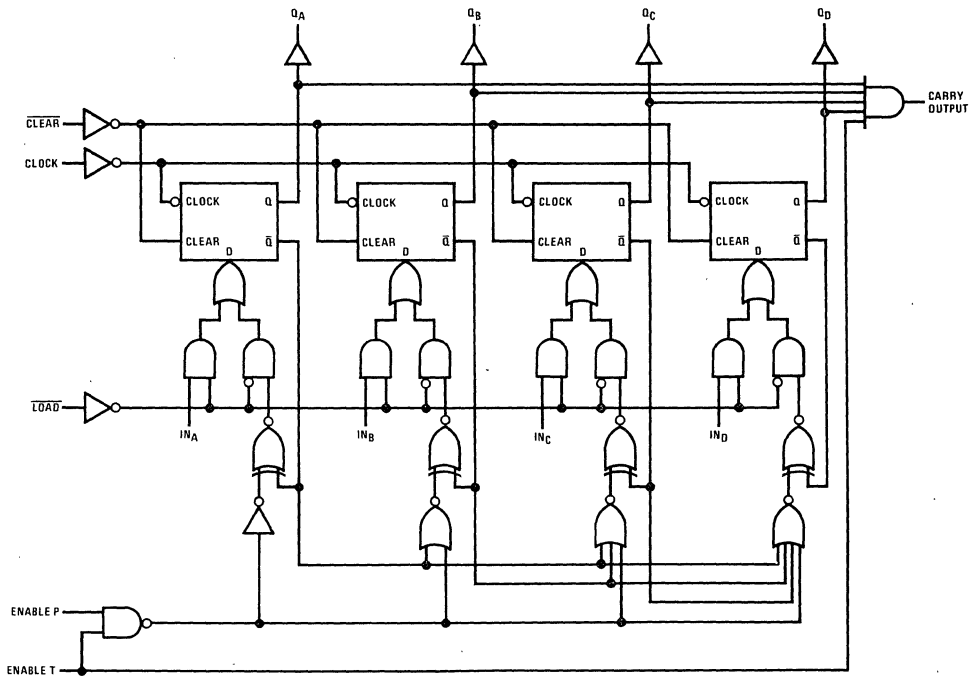 QA QB QC QD
CARRY
OUTPUT
CLEAR
CLOCK
CLOCK Q CLOCK Q CLOCK Q CLOCK Q
CLEAR Q̅ CLEAR Q̅ CLEAR Q̅ CLEAR Q̅
D D D D
LOAD
INA INB INC IND
ENABLE P
ENABLE T